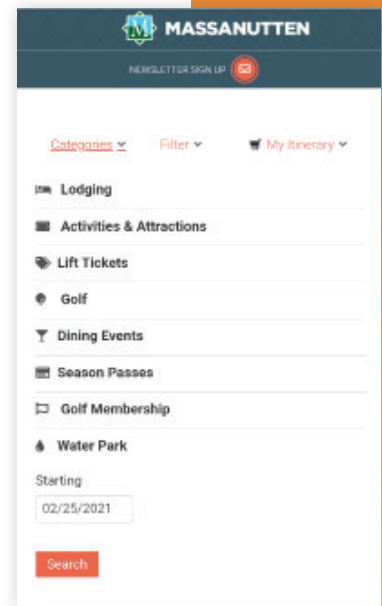 MASSANUTTEN
NEWSLETTER SIGN UP
Categories Filter My Itinerary
Lodging
Activities & Attractions
Lift Tickets
Golf
Dining Events
Season Passes
Golf Membership
Water Park
Starting
02/25/2021
Search